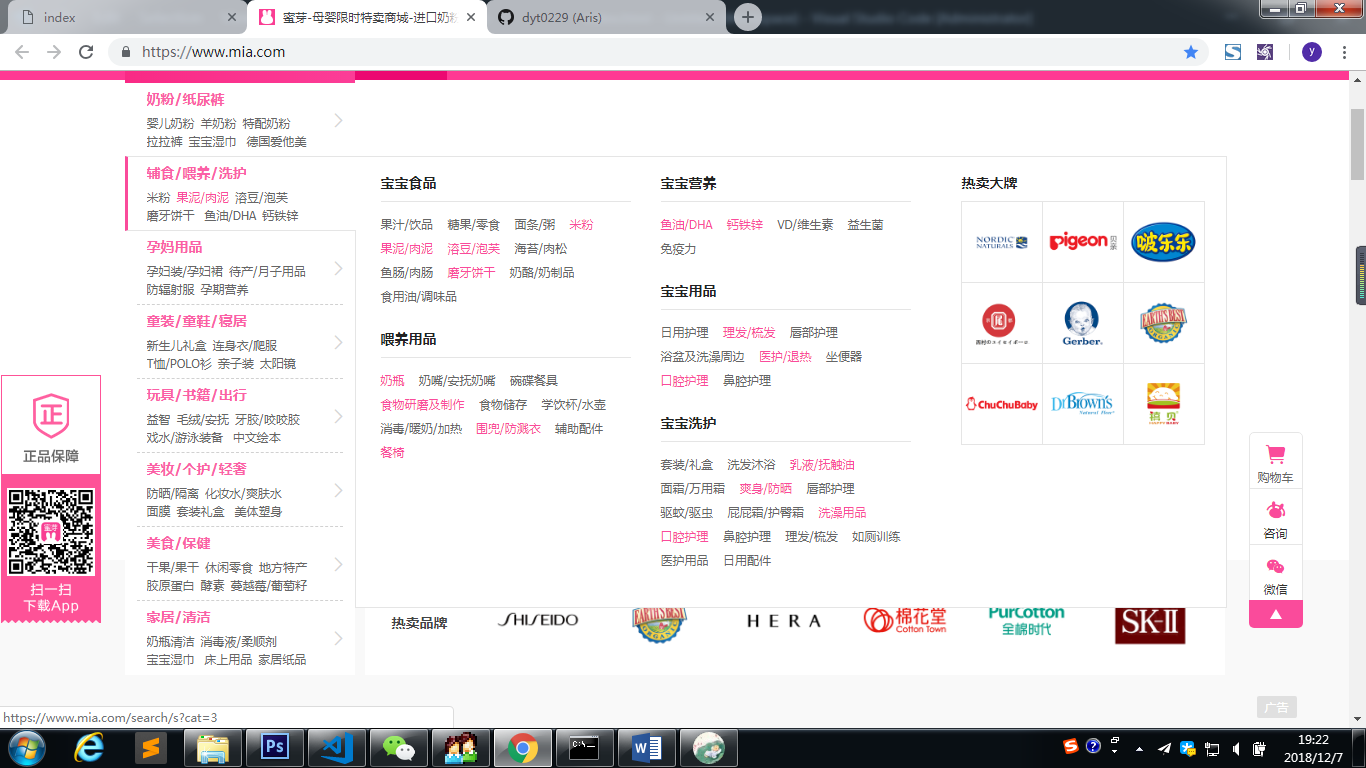 index
蜜芽-母婴限时特卖商城-进口奶粉
dyt0229 (Aris)
https://www.mia.com
y
奶粉/纸尿裤
婴儿奶粉 羊奶粉 特配奶粉
拉拉裤 宝宝湿巾 德国爱他美
辅食/喂养/洗护
米粉 果泥/肉泥 溶豆/泡芙
磨牙饼干 鱼油/DHA 钙铁锌
孕妈用品
孕妇装/孕妇裙 待产/月子用品
防辐射服 孕期营养
童装/童鞋/寝居
新生儿礼盒 连身衣/爬服
T恤/POLO衫 亲子装 太阳镜
玩具/书籍/出行
益智 毛绒/安抚 牙胶/咬咬胶
戏水/游泳装备 中文绘本
美妆/个护/轻奢
防晒/隔离 化妆水/爽肤水
面膜 套装礼盒 美体塑身
美食/保健
干果/果干 休闲零食 地方特产
胶原蛋白 酵素 蔓越莓/葡萄籽
家居/清洁
奶瓶清洁 消毒液/柔顺剂
宝宝湿巾 床上用品 家居纸品
宝宝食品
果汁/饮品 糖果/零食 面条/粥 米粉
果泥/肉泥 溶豆/泡芙 海苔/肉松
鱼肠/肉肠 磨牙饼干 奶酪/奶制品
食用油/调味品
喂养用品
奶瓶 奶嘴/安抚奶嘴 碗碟餐具
食物研磨及制作 食物储存 学饮杯/水壶
消毒/暖奶/加热 围兜/防溅衣 辅助配件
餐椅
宝宝营养
鱼油/DHA 钙铁锌 VD/维生素 益生菌
免疫力
宝宝用品
日用护理 理发/梳发 唇部护理
浴盆及洗澡周边 医护/退热 坐便器
口腔护理 鼻腔护理
宝宝洗护
套装/礼盒 洗发沐浴 乳液/抚触油
面霜/万用霜 爽身/防晒 唇部护理
驱蚊/驱虫 屁屁霜/护臀霜 洗澡用品
口腔护理 鼻腔护理 理发/梳发 如厕训练
医护用品 日用配件
热卖大牌
NORDIC NATURALS
pigeon 贝亲
啵乐乐
Gerber
EARTH'S BEST ORGANIC
ChuChuBaby
Dr Brown's
Natural Flow
禧贝
热卖品牌
SHISEIDO
EARTH'S BEST ORGANIC
HERA
棉花堂
Cotton Town
PurCotton
全棉时代
SK-II
正
正品保障
蜜芽
扫一扫
下载App
购物车
咨询
微信
广告
https://www.mia.com/search/s?cat=3
Ps
19:22
2018/12/7